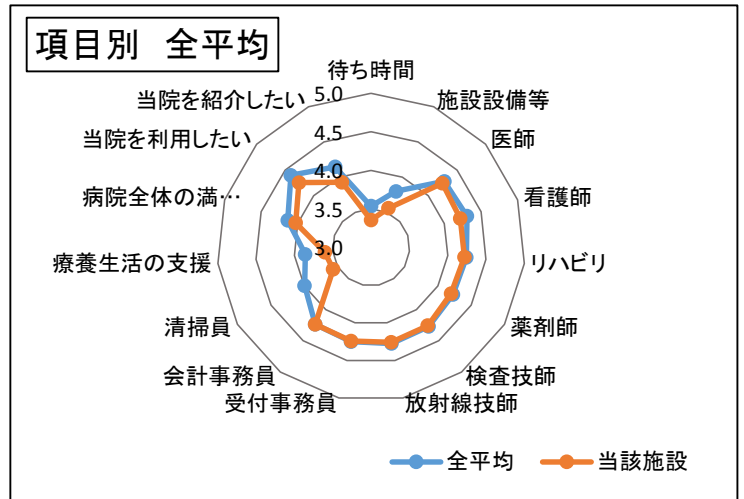 項目別 全平均
待ち時間
施設設備等
医師
看護師
リハビリ
薬剤師
検査技師
放射線技師
受付事務員
会計事務員
清掃員
療養生活の支援
病院全体の満…
当院を利用したい
当院を紹介したい
5.0
4.5
4.0
3.5
3.0
全平均
当該施設